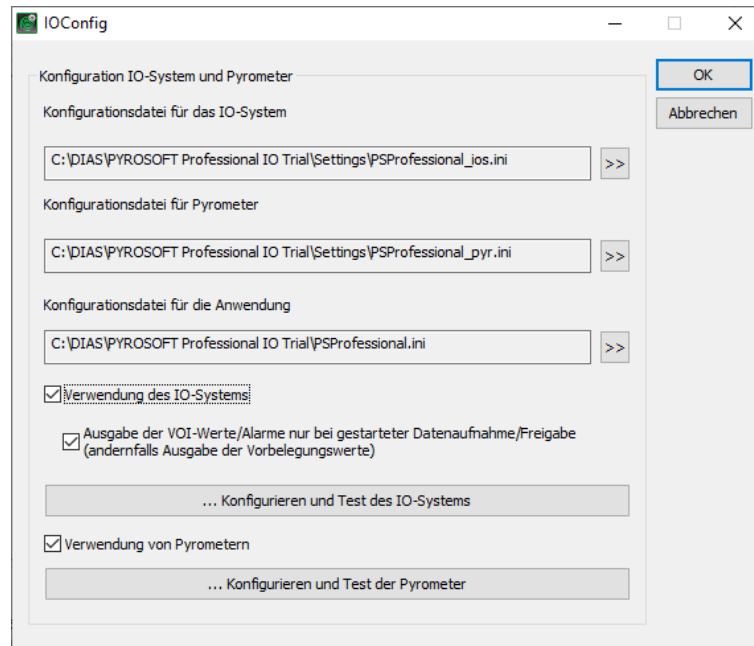 IOConfig
Konfiguration IO-System und Pyrometer
OK
Konfigurationsdatei für das IO-System
Abbrechen
C:\DIAS\PYROSOFT Professional IO Trial\Settings\PSProfessional_ios.ini
>>
Konfigurationsdatei für Pyrometer
C:\DIAS\PYROSOFT Professional IO Trial\Settings\PSProfessional_pyr.ini
>>
Konfigurationsdatei für die Anwendung
C:\DIAS\PYROSOFT Professional IO Trial\PSProfessional.ini
>>
Verwendung des IO-Systems
Ausgabe der VOI-Werte/Alarme nur bei gestarteter Datenaufnahme/Freigabe
(andernfalls Ausgabe der Vorbelegungswerte)
... Konfigurieren und Test des IO-Systems
Verwendung von Pyrometern
... Konfigurieren und Test der Pyrometer